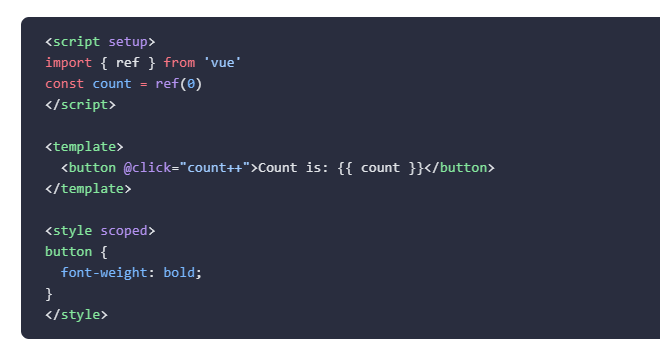 <script setup>
import { ref } from 'vue'
const count = ref(0)
</script>

<template>
  <button @click="count++">Count is: {{ count }}</button>
</template>

<style scoped>
button {
  font-weight: bold;
}
</style>